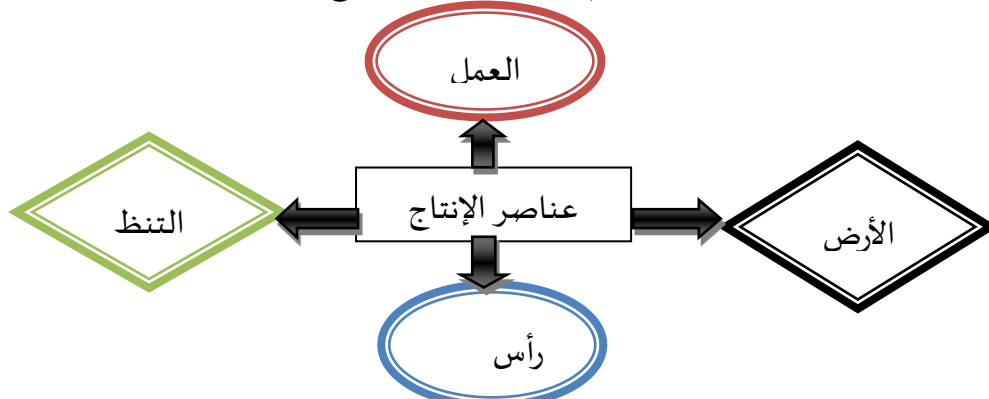 العمل
عناصر الإنتاج
الأرض
التنظ
رأس